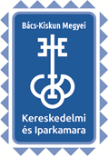 Bács-Kiskun Megyei
Kereskedelmi
és Iparkamara